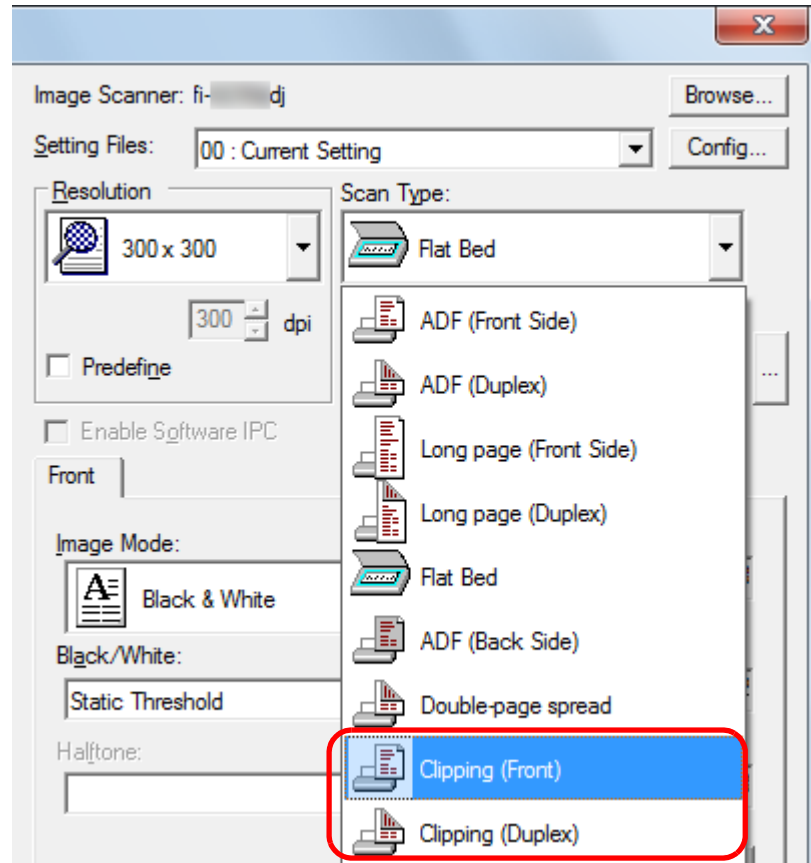 Image Scanner: fi- dj
Browse...
Setting Files:
00 : Current Setting
Config...
Resolution
Scan Type:
300 x 300
Flat Bed
300 dpi
Predefine
...
Enable Software IPC
Front
Image Mode:
Black & White
Black/White:
Static Threshold
Halftone:
ADF (Front Side)
ADF (Duplex)
Long page (Front Side)
Long page (Duplex)
Flat Bed
ADF (Back Side)
Double-page spread
Clipping (Front)
Clipping (Duplex)